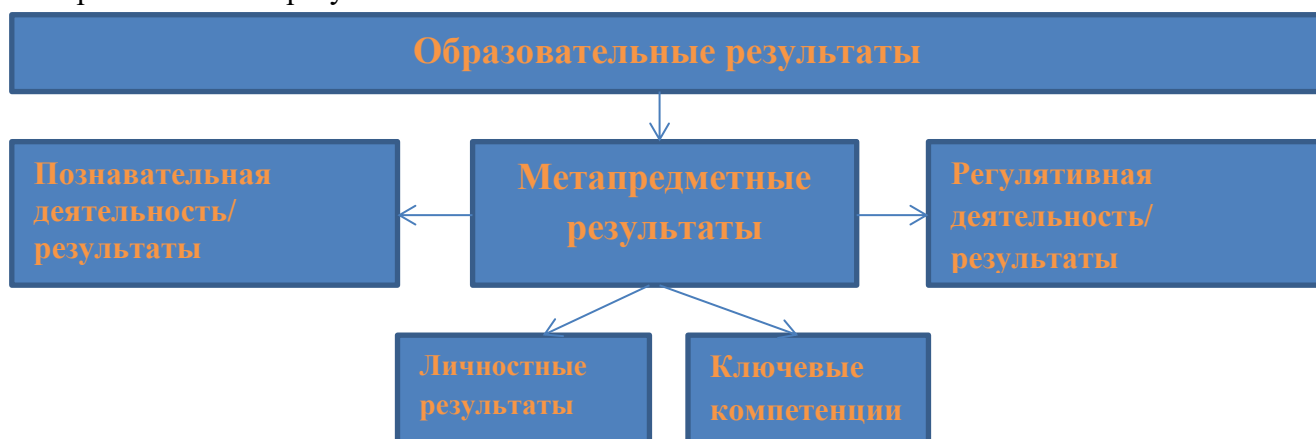 Образовательные результаты
Познавательная
деятельность/
результаты
Метапредметные
результаты
Регулятивная
деятельность/
результаты
Личностные
результаты
Ключевые
компетенции